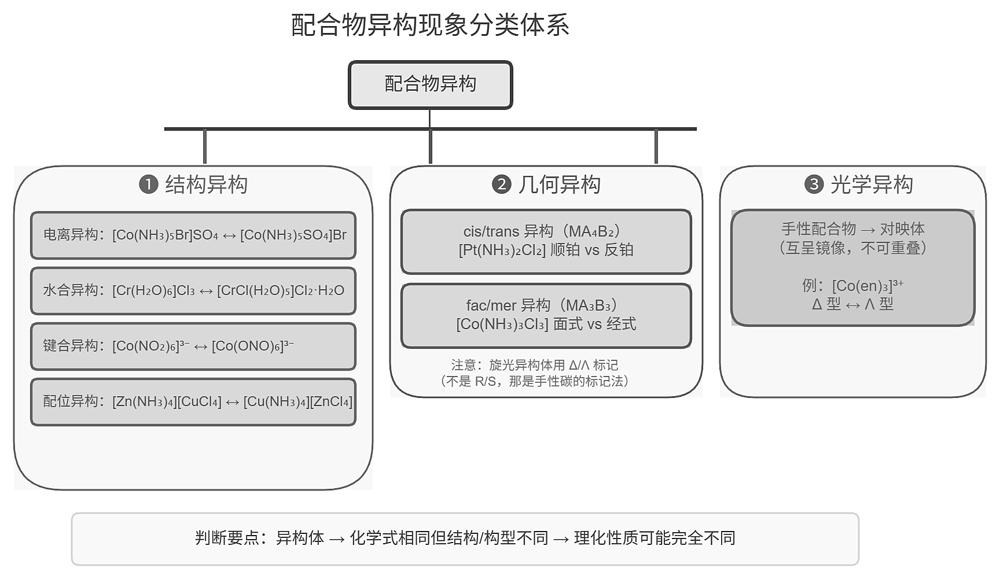 配合物异构现象分类体系
配合物异构
❶ 结构异构
电离异构：[Co(NH₃)₅Br]SO₄ ↔ [Co(NH₃)₅SO₄]Br
水合异构：[Cr(H₂O)₆]Cl₃ ↔ [CrCl(H₂O)₅]Cl₂·H₂O
键合异构：[Co(NO₂)₆]³⁻ ↔ [Co(ONO)₆]³⁻
配位异构：[Zn(NH₃)₄][CuCl₄] ↔ [Cu(NH₃)₄][ZnCl₄]
❷ 几何异构
cis/trans 异构（MA₄B₂）
[Pt(NH₃)₂Cl₂] 顺铂 vs 反铂
fac/mer 异构（MA₃B₃）
[Co(NH₃)₃Cl₃] 面式 vs 经式
注意：旋光异构体用 Δ/Λ 标记
（不是 R/S，那是手性碳的标记法）
❸ 光学异构
手性配合物 → 对映体
（互呈镜像，不可重叠）
例：[Co(en)₃]³⁺
Δ 型 ↔ Λ 型
判断要点：异构体 → 化学式相同但结构/构型不同 → 理化性质可能完全不同